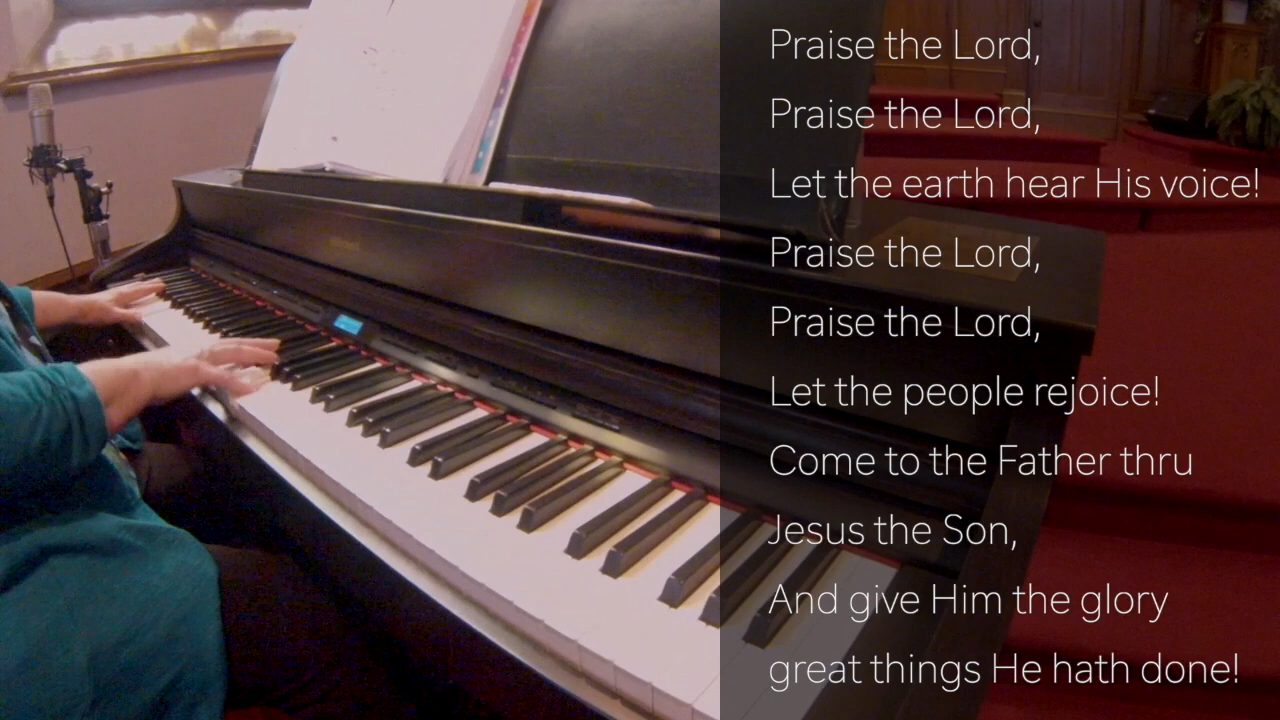 Praise the Lord,
Praise the Lord,
Let the earth hear His voice!
Praise the Lord,
Praise the Lord,
Let the people rejoice!
Come to the Father thru
Jesus the Son,
And give Him the glory
great things He hath done!